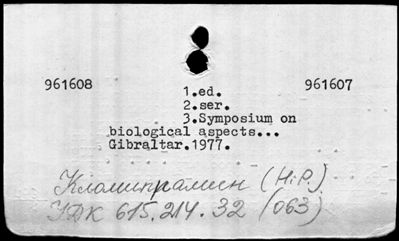 961608 961607
1.ed.
2.ser.
3.Symposium on
biological aspects...
Gibraltar.1977.
Кломипрамин (H.P.)
УДК 615.214.32 (063)